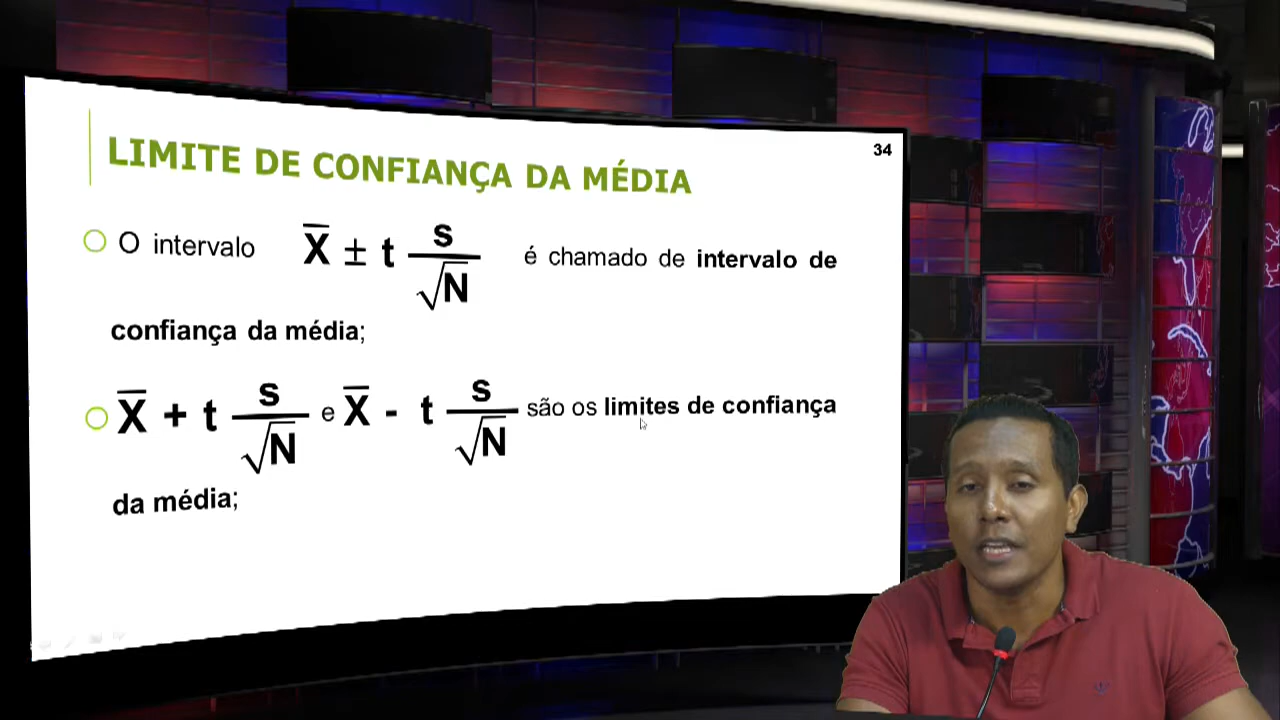 34
LIMITE DE CONFIANÇA DA MÉDIA
O intervalo X̅ ± t s/√N é chamado de intervalo de
confiança da média;
X̅ + t s/√N e X̅ - t s/√N são os limites de confiança
da média;